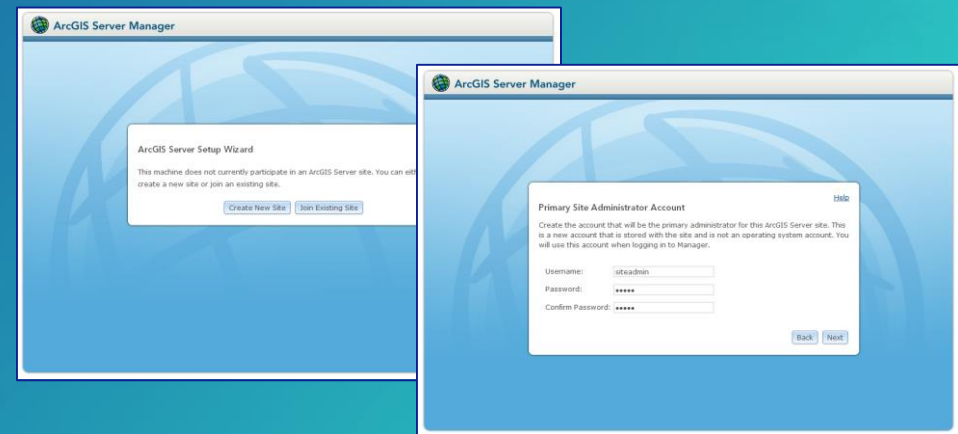 ArcGIS Server Manager
ArcGIS Server Setup Wizard
This machine does not currently participate in an ArcGIS Server site. You can
create a new site or join an existing site.
Create New Site Join Existing Site
ArcGIS Server Manager
Help
Primary Site Administrator Account
Create the account that will be the primary administrator for this ArcGIS Server site. This
is a new account that is stored with the site and is not an operating system account. You
will use this account when logging in to Manager.
Username: siteadmin
Password: •••••
Confirm Password: •••••
Back Next